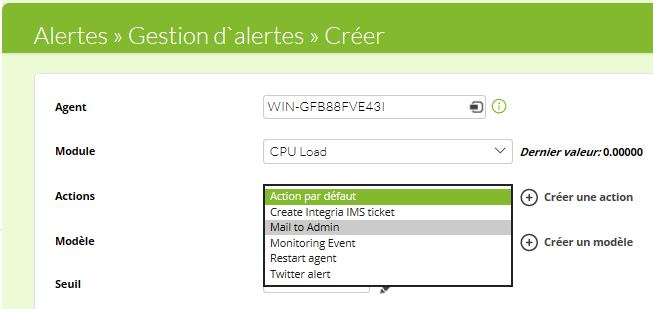 Alertes » Gestion d`alertes » Créer
Agent WIN-GFB88FVE43I
Module CPU Load Dernier valeur: 0.00000
Actions Action par défaut Créer une action
Create Integria IMS ticket
Mail to Admin
Modèle Monitoring Event Créer un modèle
Restart agent
Twitter alert
Seuil